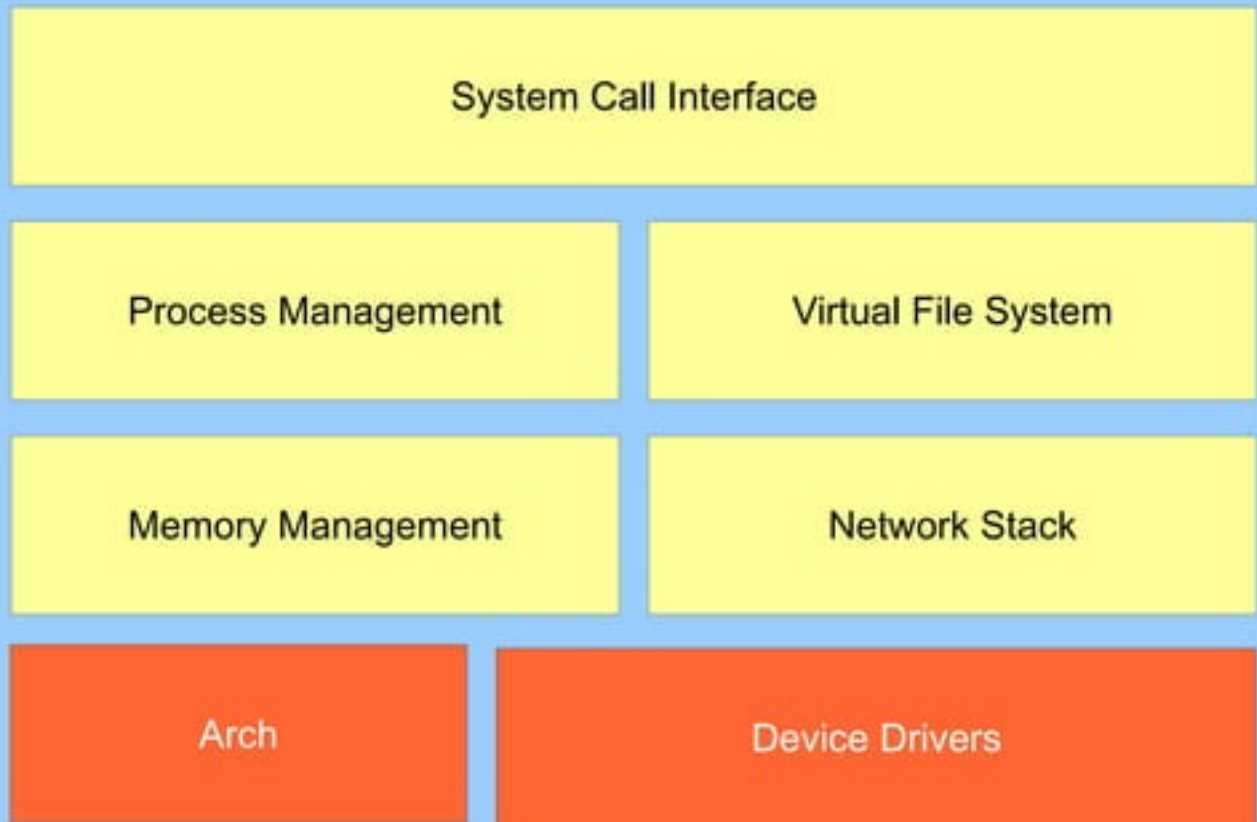 System Call Interface
Process Management
Virtual File System
Memory Management
Network Stack
Arch
Device Drivers